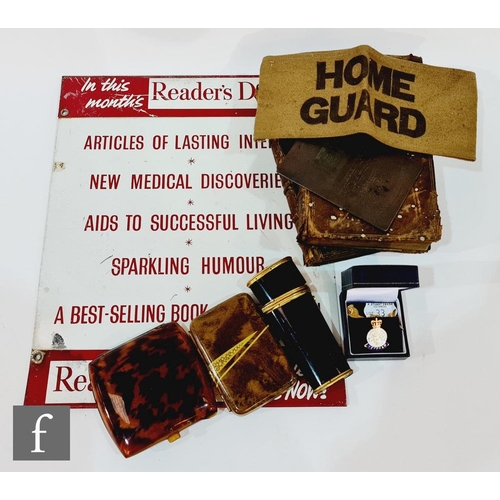 In this
month's
Reader's D
HOME
GUARD
ARTICLES OF LASTING INTE
*
NEW MEDICAL DISCOVERIE
*
AIDS TO SUCCESSFUL LIVING
*
SPARKLING HUMOUR
*
A BEST-SELLING BOOK
Rea
NOW!
f